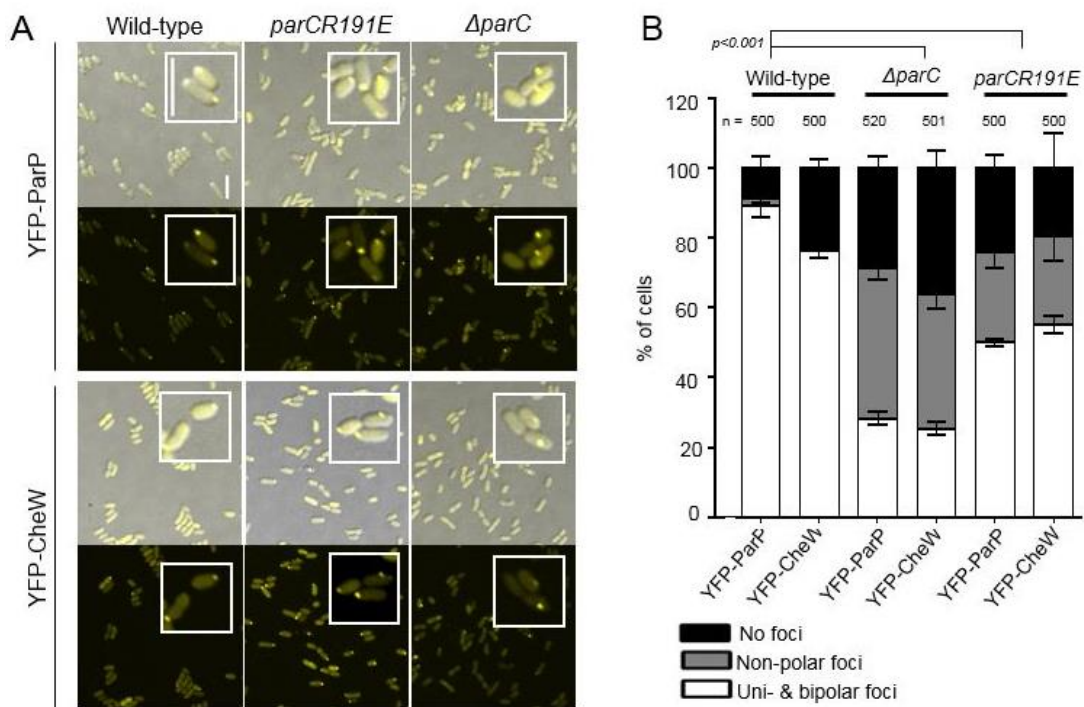 A
Wild-type parCR191E ΔparC
YFP-ParP
YFP-CheW
B
p<0.001
Wild-type ΔparC parCR191E
n = 500 500 520 501 500 500
% of cells
120
100
80
60
40
20
0
YFP-ParP
YFP-CheW
YFP-ParP
YFP-CheW
YFP-ParP
YFP-CheW
No foci
Non-polar foci
Uni- & bipolar foci